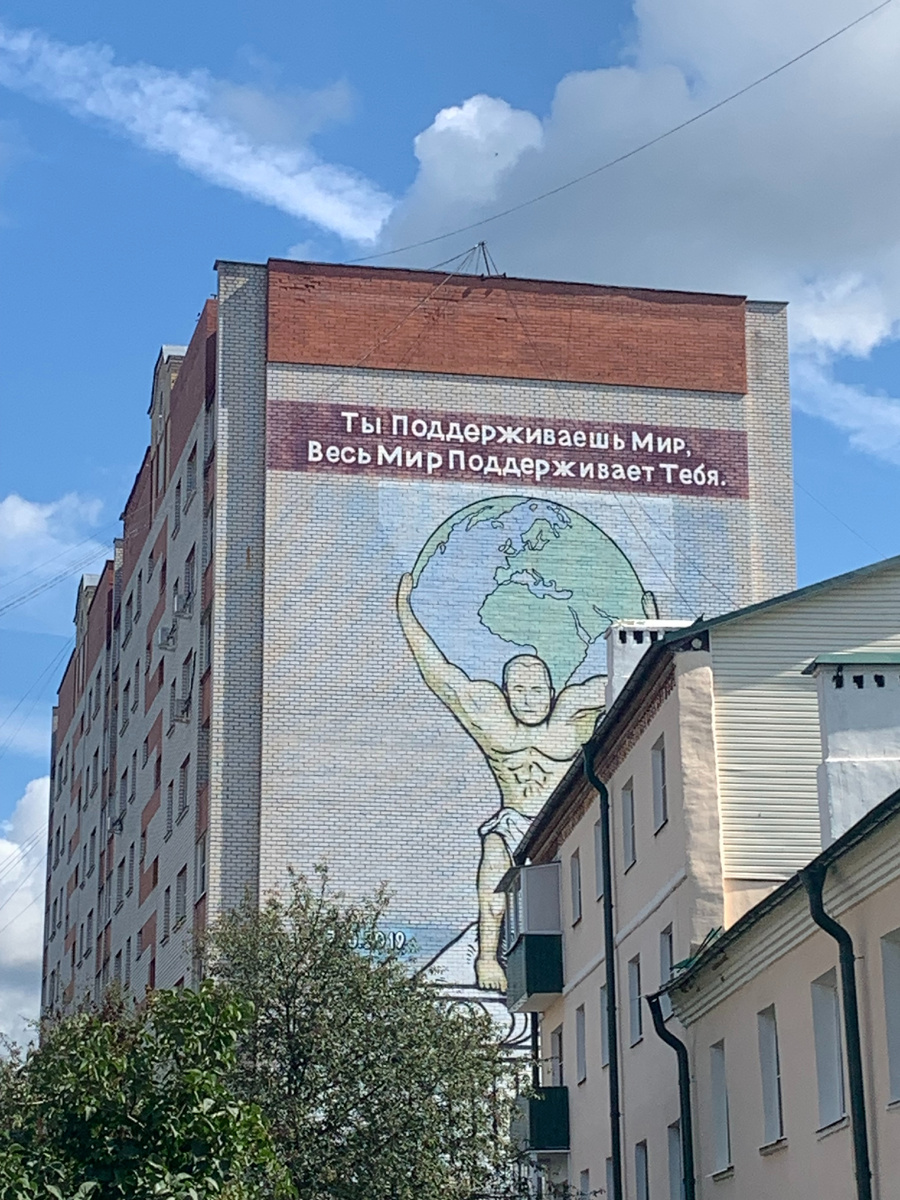 Ты Поддерживаешь Мир,
Весь Мир Поддерживает Тебя.